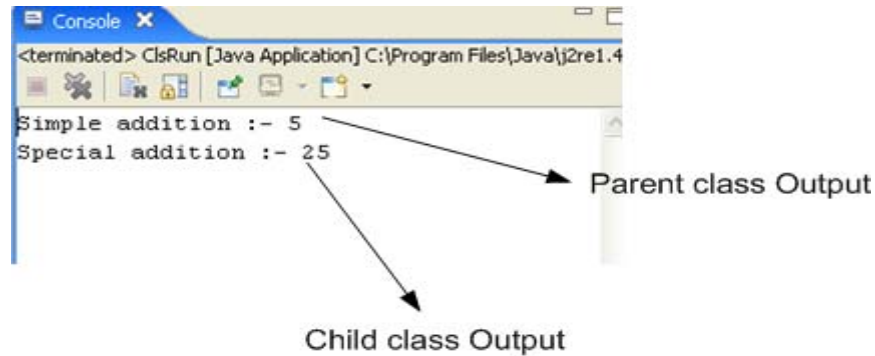 Console
<terminated> ClsRun [Java Application] C:\Program Files\Java\j2re1.4
Simple addition :- 5
Special addition :- 25
Parent class Output
Child class Output